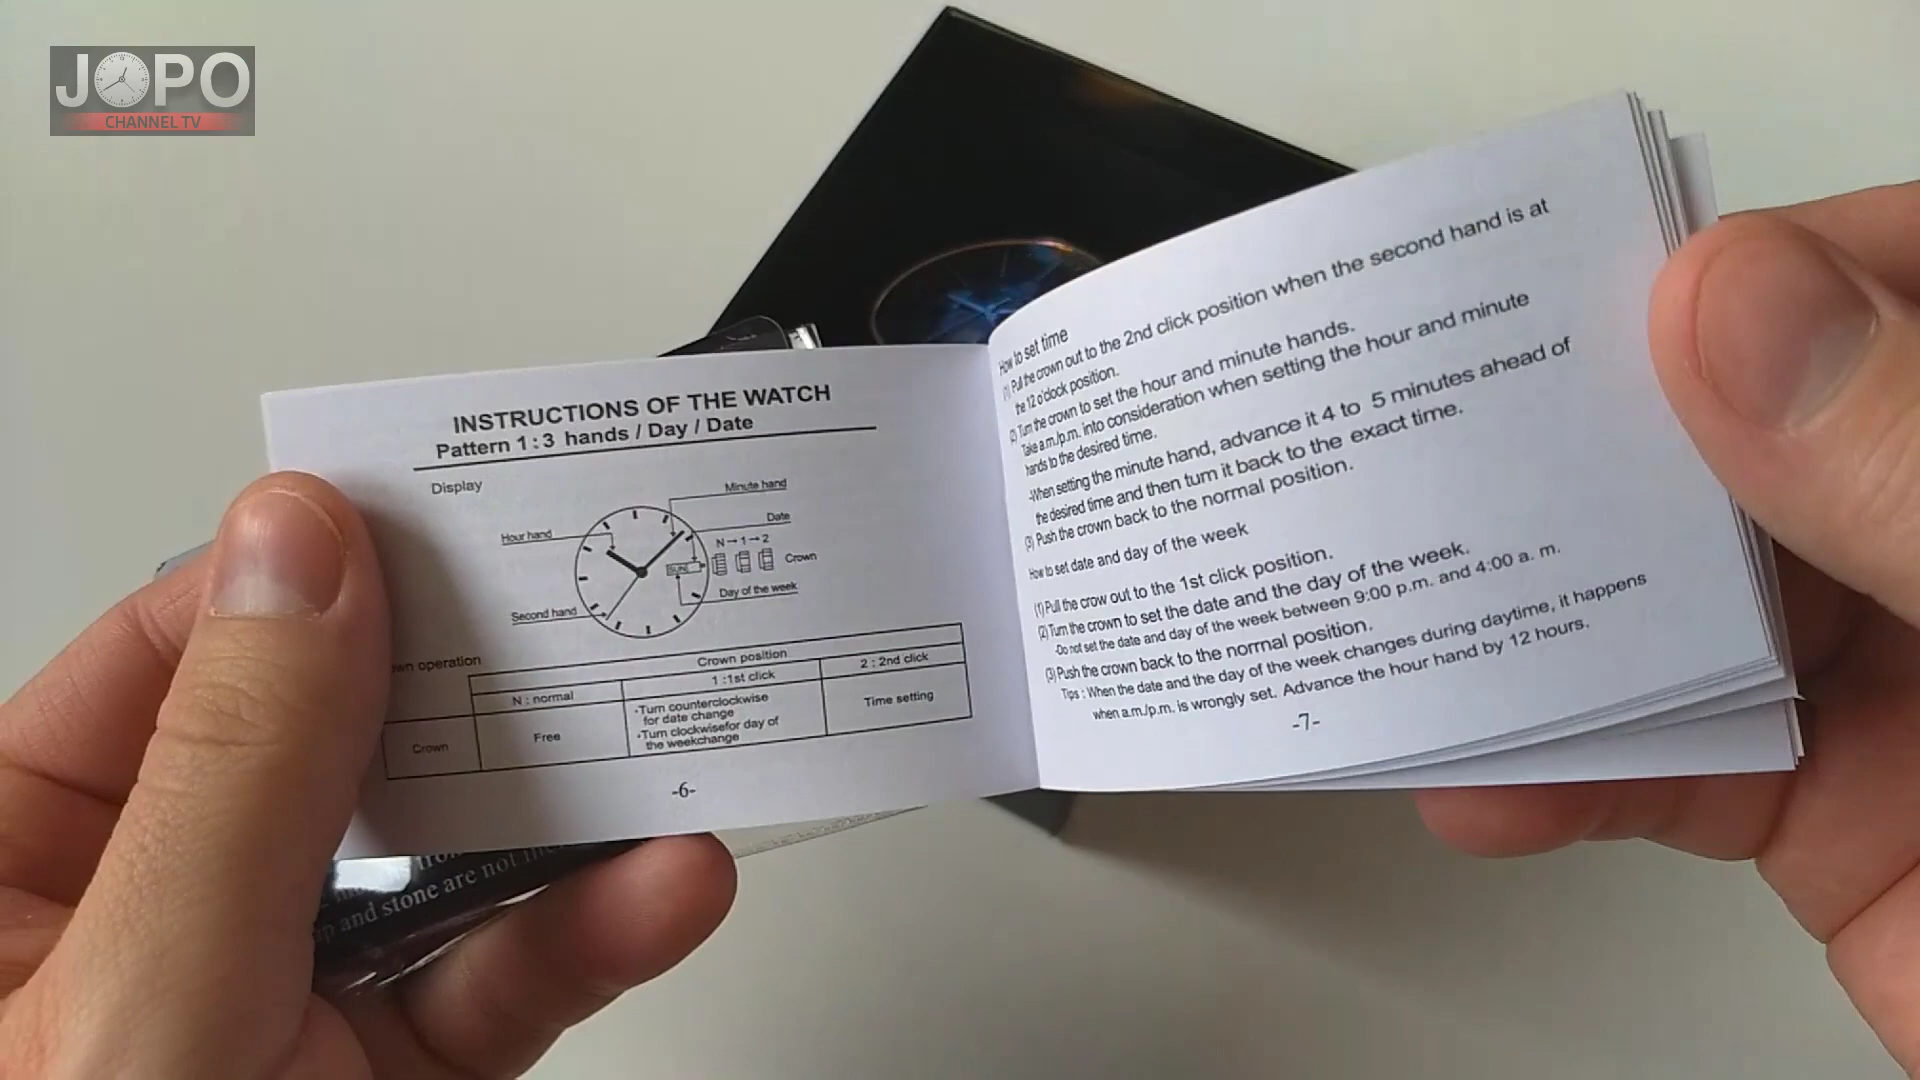 JOPO
CHANNEL TV
INSTRUCTIONS OF THE WATCH
Pattern 1 : 3 hands / Day / Date
Display
Minute hand
Hour hand
Date
N→1→2
Crown
SUN
Day of the week
Second hand
wn operation
Crown position
N : normal
1 :1st click
2 : 2nd click
Crown
Free
·Turn counterclockwise
for date change
·Turn clockwisefor day of
the weekchange
Time setting
-6-
How to set time
(1) Pull the crown out to the 2nd click position when the second hand is at
the 12 o'clock position.
(2) Turn the crown to set the hour and minute hands.
Take a.m./p.m. into consideration when setting the hour and minute
hands to the desired time.
-When setting the minute hand, advance it 4 to 5 minutes ahead of
the desired time and then turn it back to the exact time.
(3) Push the crown back to the normal position.
How to set date and day of the week
(1) Pull the crow out to the 1st click position.
(2) Turn the crown to set the date and the day of the week.
-Do not set the date and day of the week between 9:00 p.m. and 4:00 a. m.
(3) Push the crown back to the normal position.
Tips : When the date and the day of the week changes during daytime, it happens
when a.m./p.m. is wrongly set. Advance the hour hand by 12 hours.
-7-
and stone are not